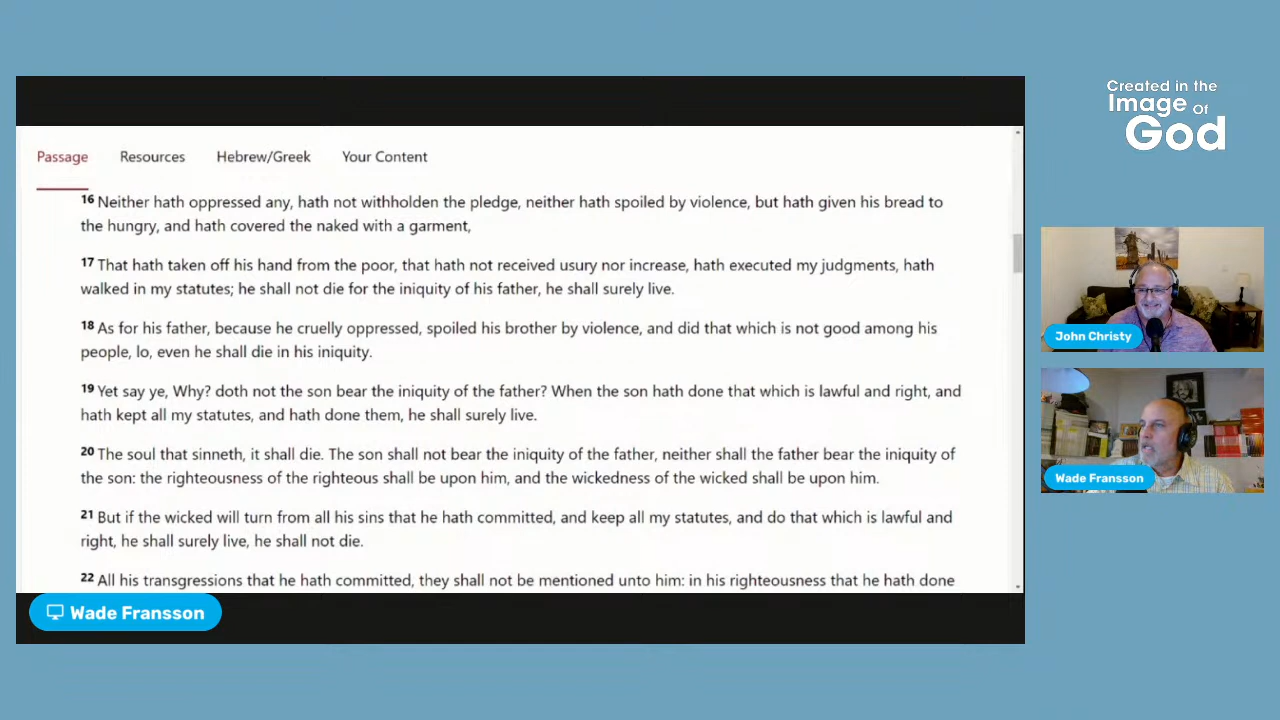 Created in the
Image Of
God
Passage Resources Hebrew/Greek Your Content
16 Neither hath oppressed any, hath not withholden the pledge, neither hath spoiled by violence, but hath given his bread to
the hungry, and hath covered the naked with a garment,
17 That hath taken off his hand from the poor, that hath not received usury nor increase, hath executed my judgments, hath
walked in my statutes; he shall not die for the iniquity of his father, he shall surely live.
18 As for his father, because he cruelly oppressed, spoiled his brother by violence, and did that which is not good among his
people, lo, even he shall die in his iniquity.
19 Yet say ye, Why? doth not the son bear the iniquity of the father? When the son hath done that which is lawful and right, and
hath kept all my statutes, and hath done them, he shall surely live.
20 The soul that sinneth, it shall die. The son shall not bear the iniquity of the father, neither shall the father bear the iniquity of
the son: the righteousness of the righteous shall be upon him, and the wickedness of the wicked shall be upon him.
21 But if the wicked will turn from all his sins that he hath committed, and keep all my statutes, and do that which is lawful and
right, he shall surely live, he shall not die.
22 All his transgressions that he hath committed, they shall not be mentioned unto him: in his righteousness that he hath done
Wade Fransson
John Christy
Wade Fransson